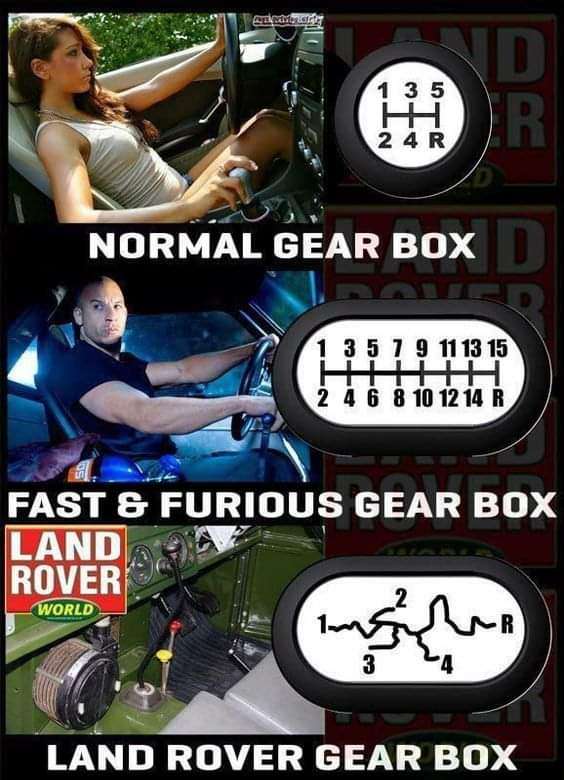 1 3 5
2 4 R
NORMAL GEAR BOX
1 3 5 7 9 11 13 15
2 4 6 8 10 12 14 R
FAST & FURIOUS GEAR BOX
LAND
ROVER
WORLD
2
1 R
3 4
LAND ROVER GEAR BOX